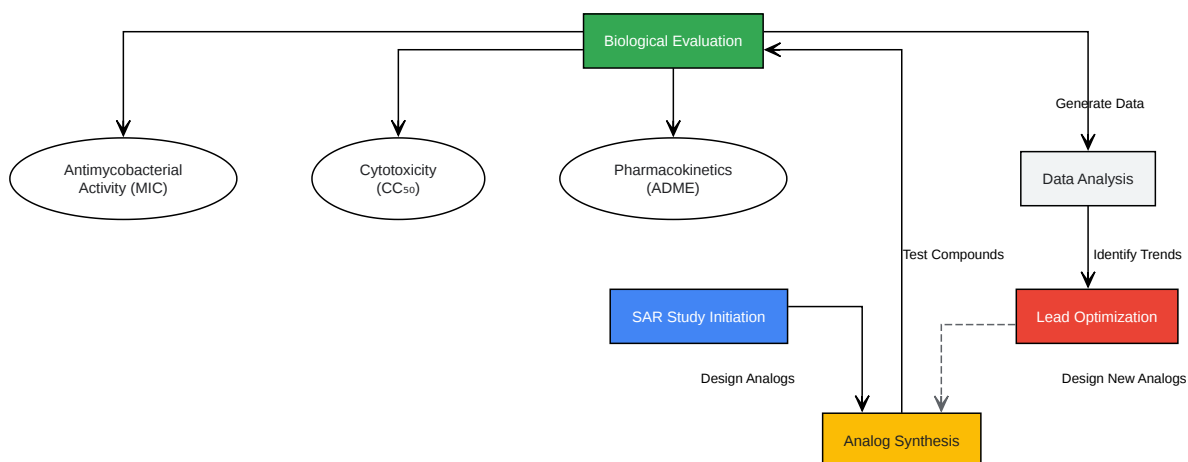 Biological Evaluation
Generate Data
Antimycobacterial
Activity (MIC)
Cytotoxicity
(CC₅₀)
Pharmacokinetics
(ADME)
Data Analysis
Test Compounds
Identify Trends
SAR Study Initiation
Lead Optimization
Design Analogs
Design New Analogs
Analog Synthesis